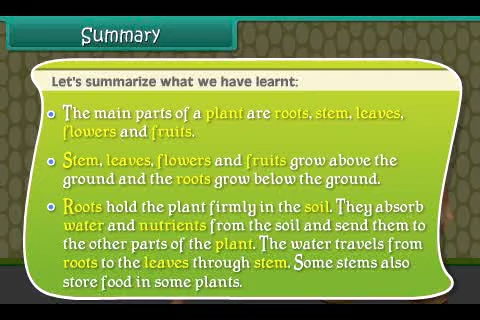 Summary
Let's summarize what we have learnt:
The main parts of a plant are roots, stem, leaves,
flowers and fruits.
Stem, leaves, flowers and fruits grow above the
ground and the roots grow below the ground.
Roots hold the plant firmly in the soil. They absorb
water and nutrients from the soil and send them to
the other parts of the plant. The water travels from
roots to the leaves through stem. Some stems also
store food in some plants.